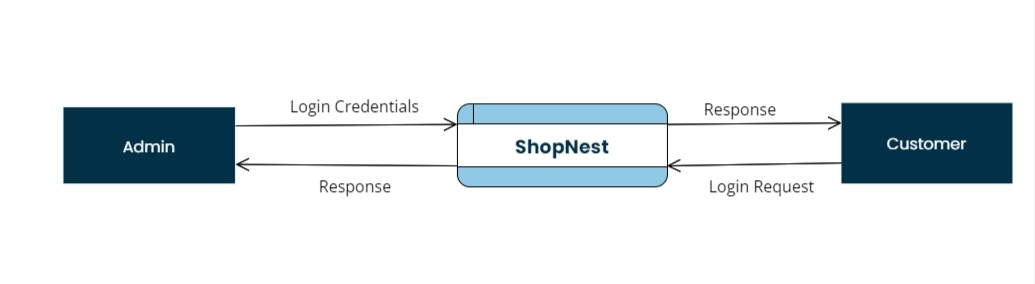 Login Credentials
Response
Admin
ShopNest
Customer
Response
Login Request